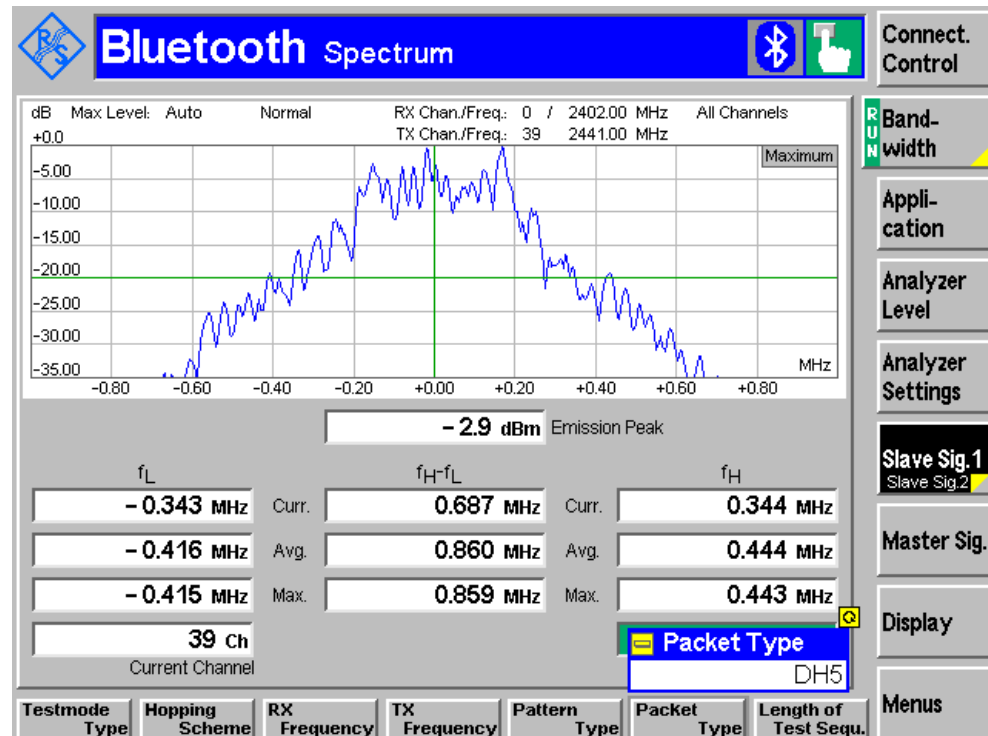 R&S
Bluetooth Spectrum
Connect. Control
dB Max Level: Auto Normal RX Chan./Freq.: 0 / 2402.00 MHz All Channels
+0.0 TX Chan./Freq.: 39 2441.00 MHz
Maximum
-5.00
-10.00
-15.00
-20.00
-25.00
-30.00
-35.00
MHz
-0.80 -0.60 -0.40 -0.20 +0.00 +0.20 +0.40 +0.60 +0.80
- 2.9 dBm Emission Peak
fL fH-fL fH
- 0.343 MHz Curr. 0.687 MHz Curr. 0.344 MHz
- 0.416 MHz Avg. 0.860 MHz Avg. 0.444 MHz
- 0.415 MHz Max. 0.859 MHz Max. 0.443 MHz
39 Ch
Current Channel
Packet Type
DH5
RUN
Band-
width
Appli-
cation
Analyzer
Level
Analyzer
Settings
Slave Sig.1
Slave Sig.2
Master Sig.
Display
Menus
Testmode Type
Hopping Scheme
RX Frequency
TX Frequency
Pattern Type
Packet Type
Length of Test Sequ.